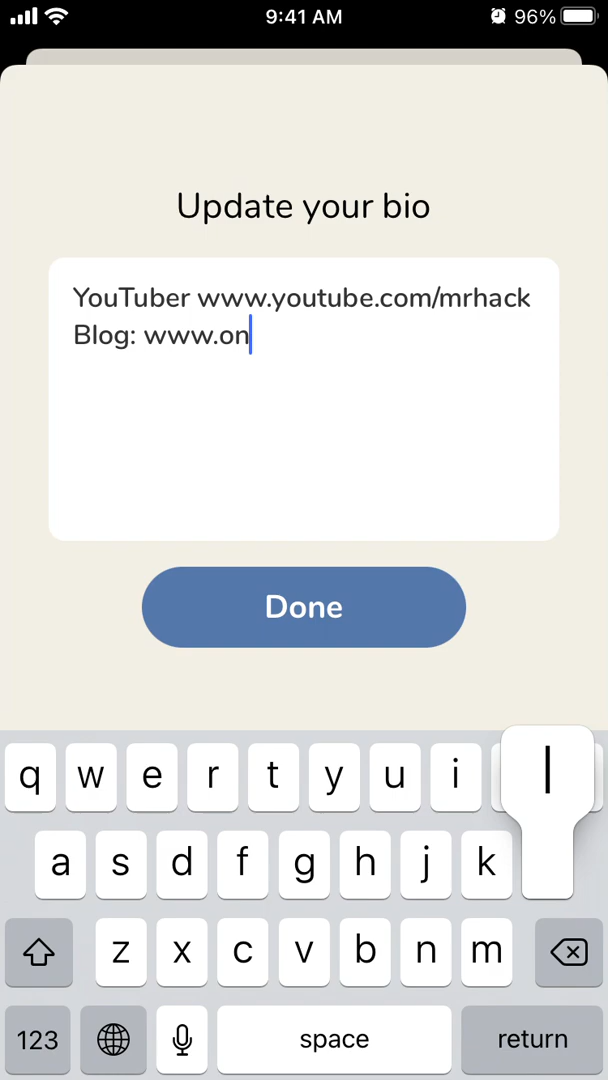 9:41 AM
96%
Update your bio
YouTuber www.youtube.com/mrhack
Blog: www.on
Done
q w e r t y u i
a s d f g h j k l
z x c v b n m
123 space return